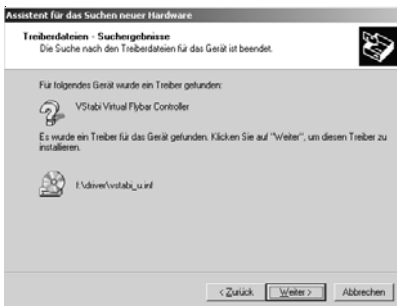 Assistent für das Suchen neuer Hardware
Treiberdateien - Suchergebnisse
Die Suche nach den Treiberdateien für das Gerät ist beendet.
Für folgendes Gerät wurde ein Treiber gefunden:
VStabi Virtual Flybar Controller
Es wurde ein Treiber für das Gerät gefunden. Klicken Sie auf "Weiter", um diesen Treiber zu
installieren.
f:\driver\vstabi_u.inf
< Zurück Weiter > Abbrechen